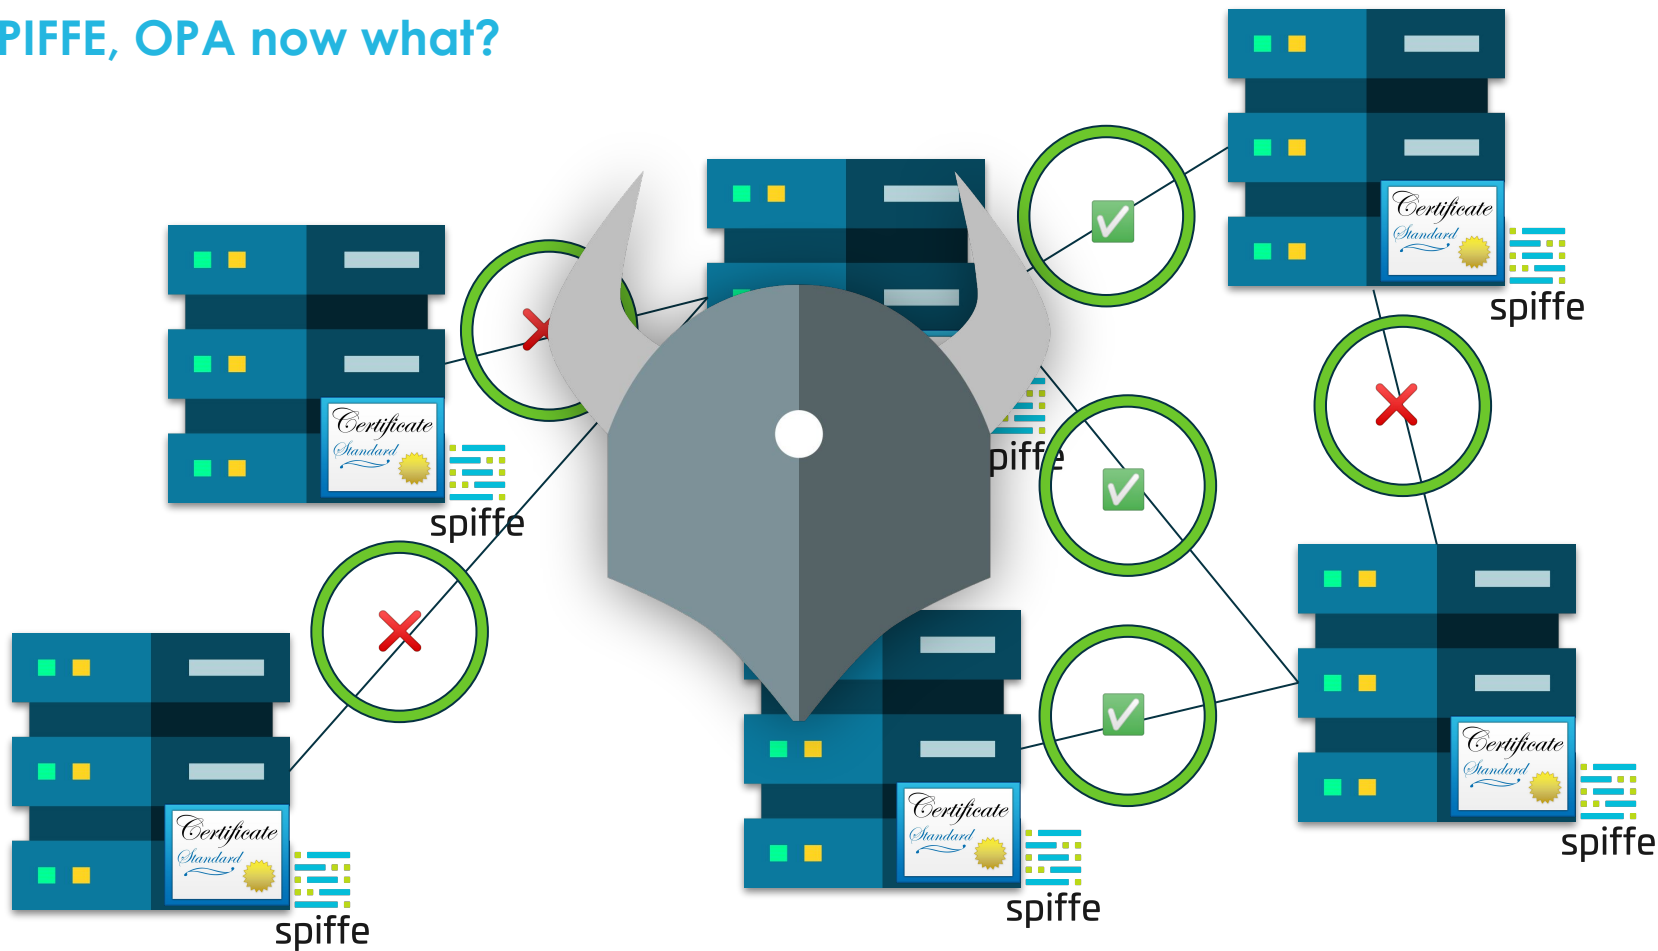 PIFFE, OPA now what?
Certificate
Standard
spiffe
Certificate
Standard
spiffe
piffe
Certificate
Standard
spiffe
Certificate
Standard
spiffe
Certificate
Standard
spiffe